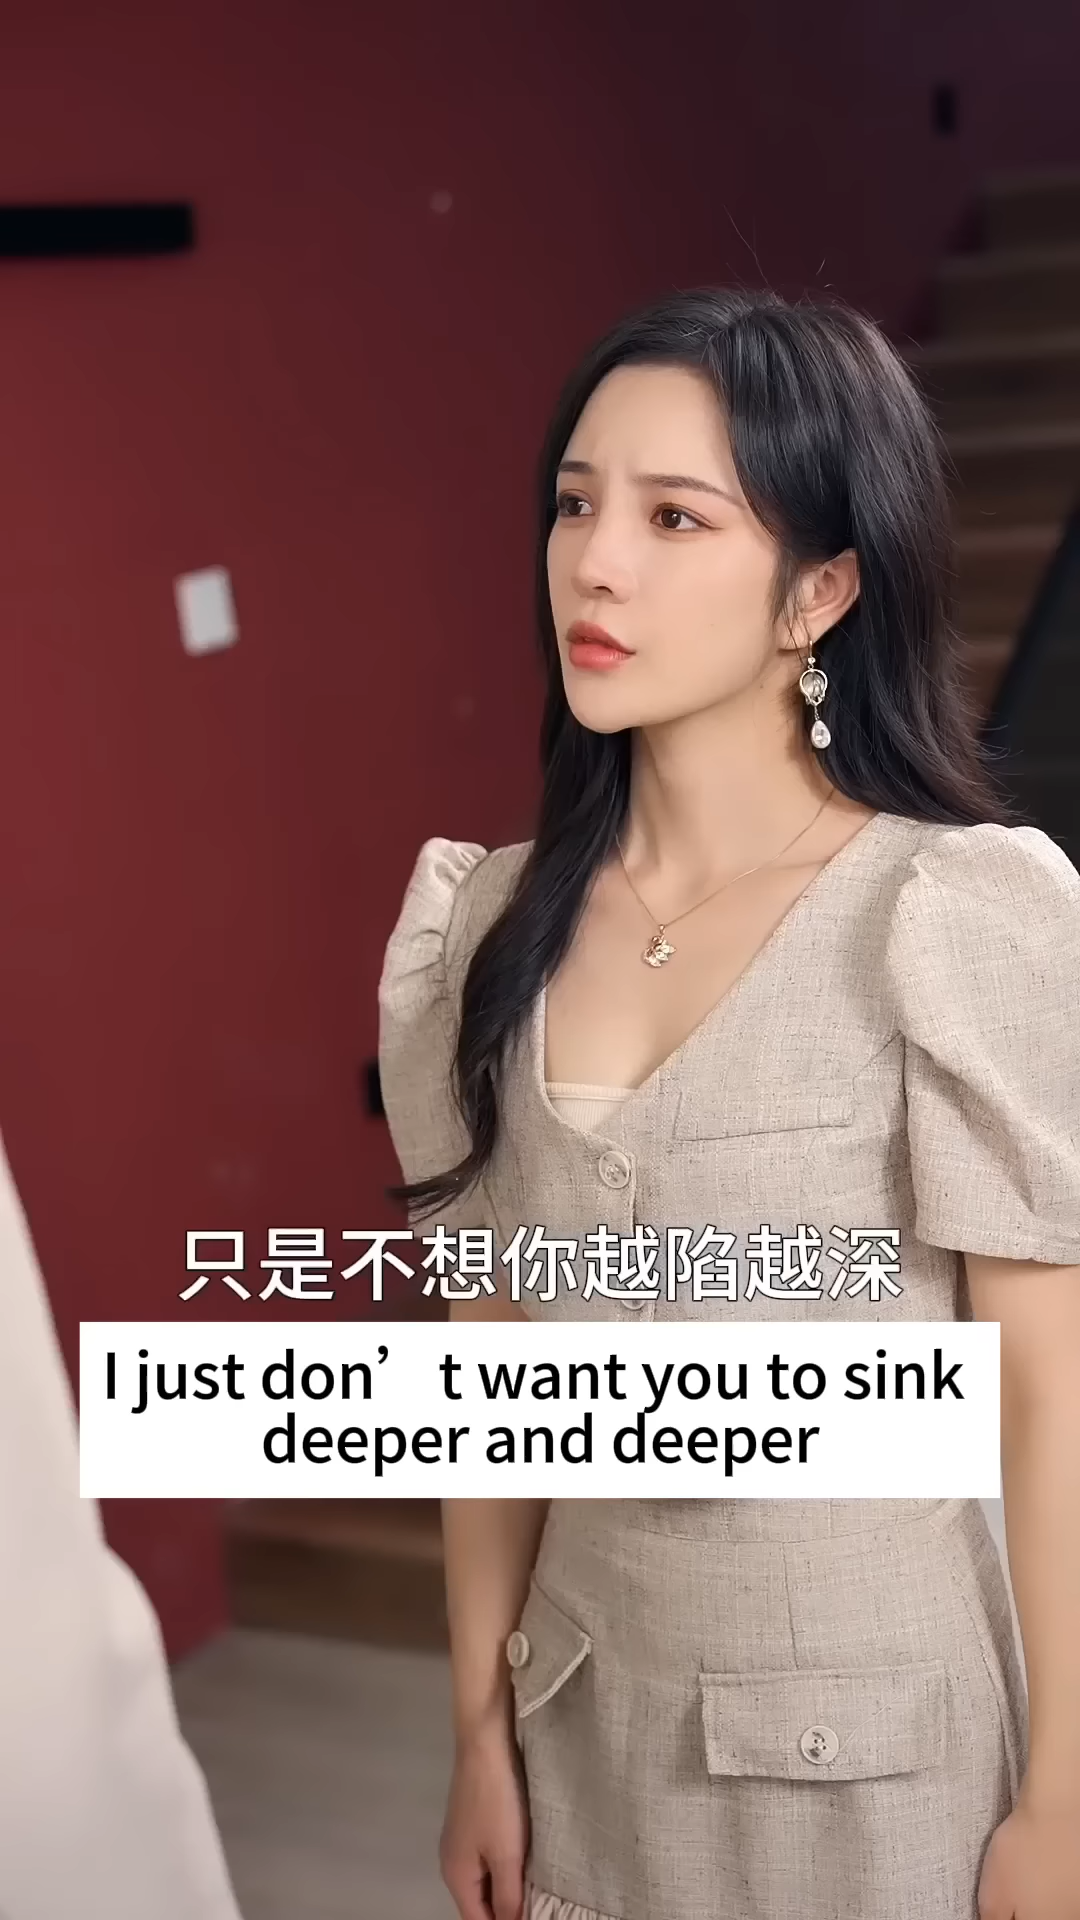 只是不想你越陷越深
I just don’t want you to sink
deeper and deeper